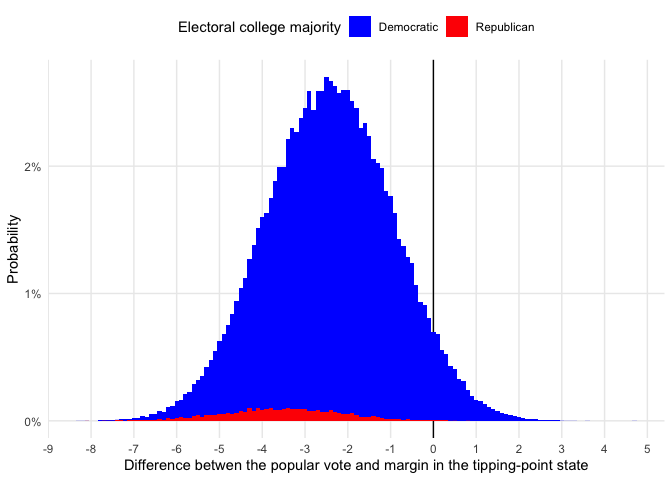 Electoral college majority Democratic Republican
Probability
2%
1%
0%
-9 -8 -7 -6 -5 -4 -3 -2 -1 0 1 2 3 4 5
Difference betwen the popular vote and margin in the tipping-point state